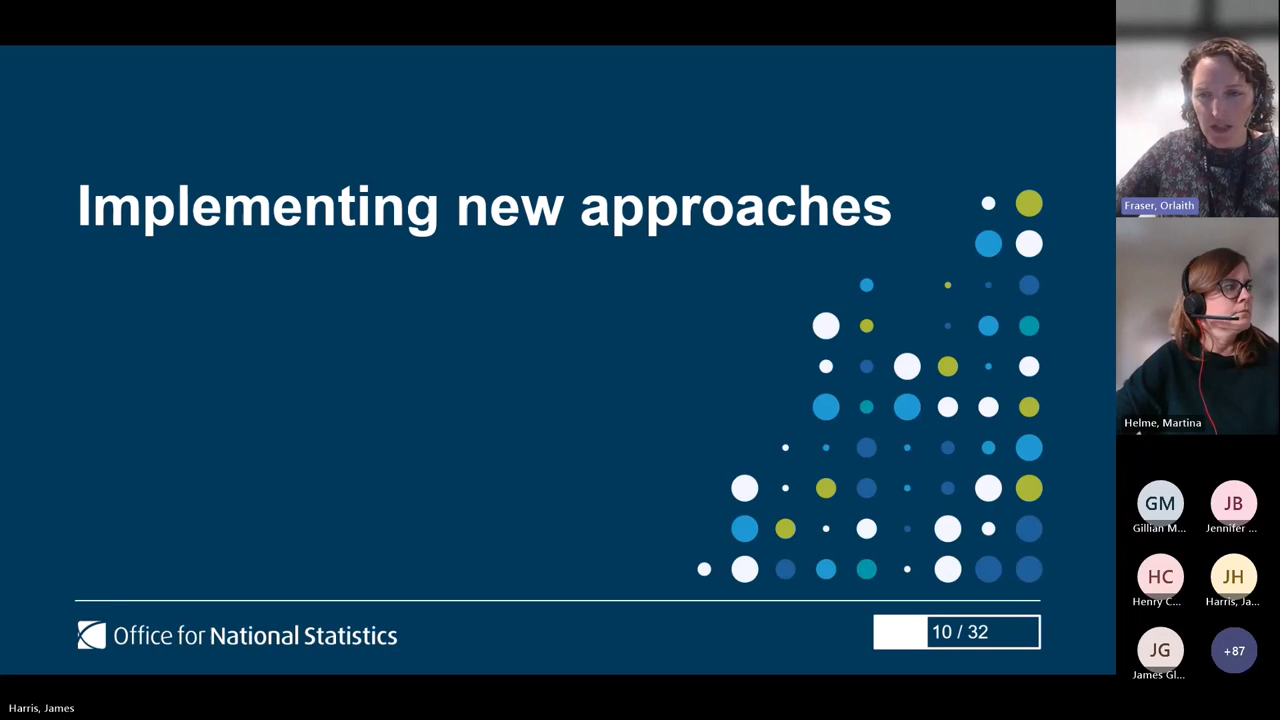 Implementing new approaches
Office for National Statistics
10 / 32
Fraser, Orlaith
Helme, Martina
GM
Gillian M...
JB
Jennifer ...
HC
Henry C...
JH
Harris, Ja...
JG
James Gl...
+87
Harris, James